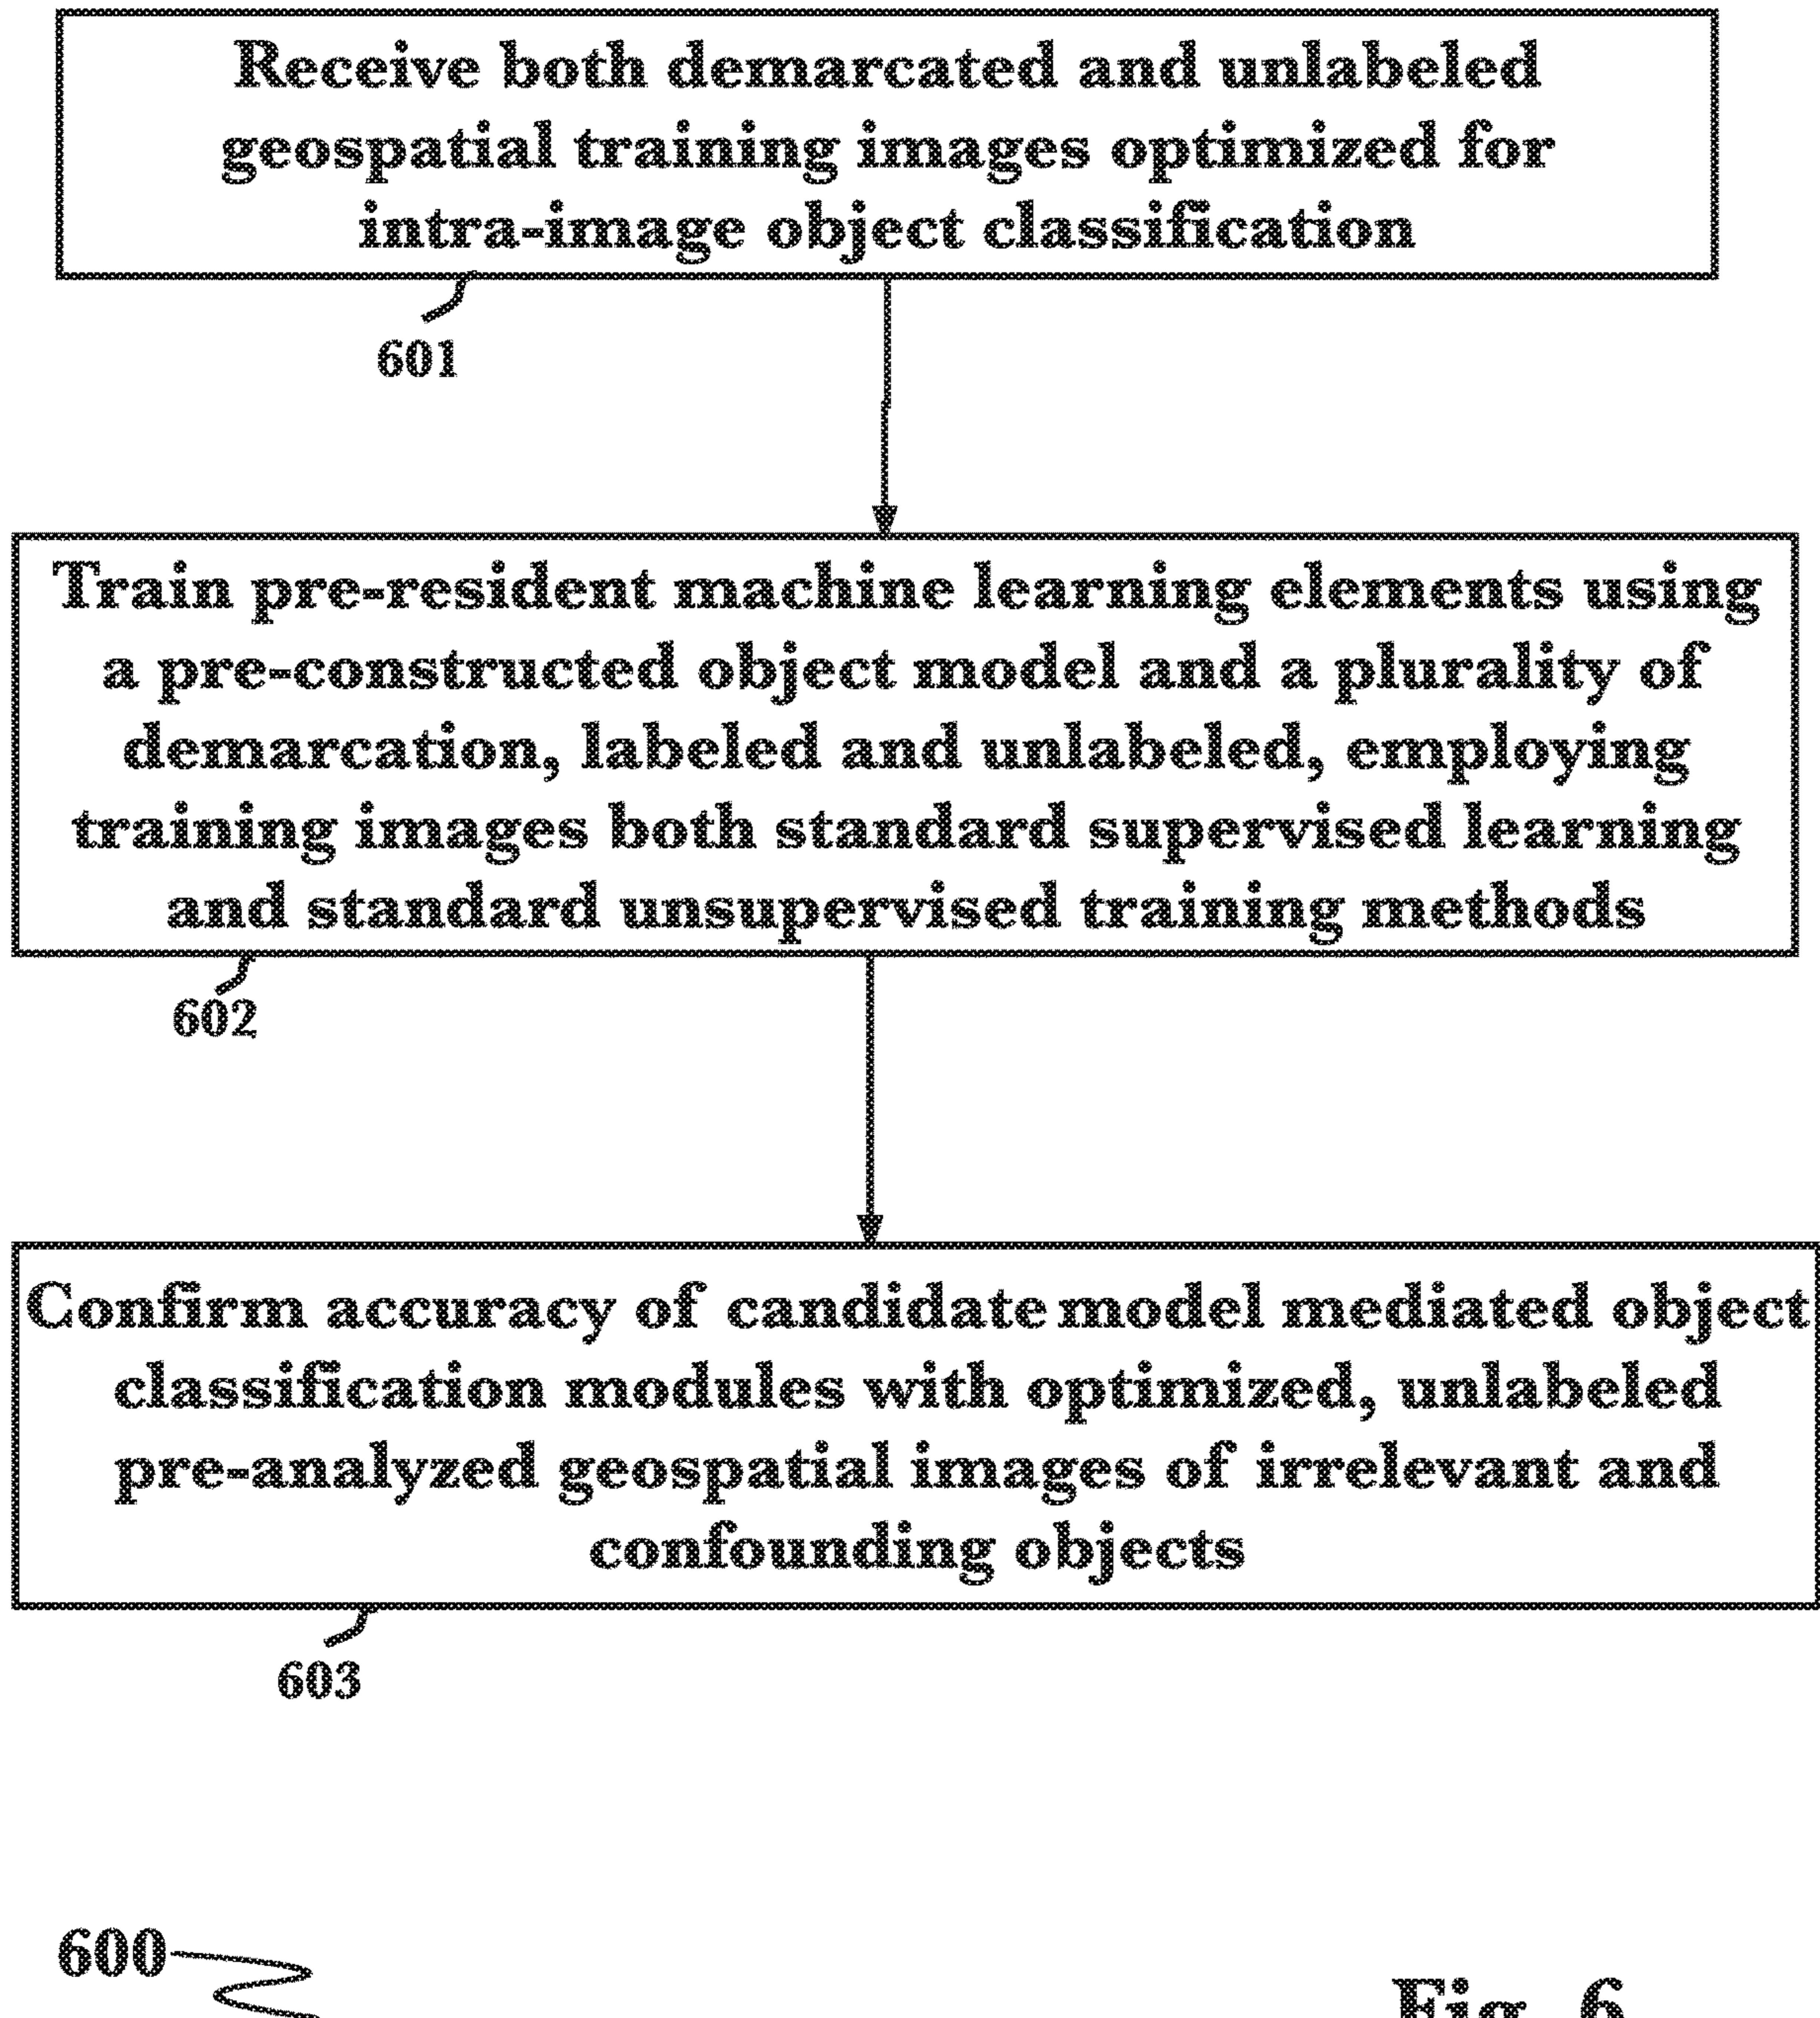 Receive both demarcated and unlabeled
geospatial training images optimized for
intra-image object classification
601
Train pre-resident machine learning elements using
a pre-constructed object model and a plurality of
demarcation, labeled and unlabeled, employing
training images both standard supervised learning
and standard unsupervised training methods
602
Confirm accuracy of candidate model mediated object
classification modules with optimized, unlabeled
pre-analyzed geospatial images of irrelevant and
confounding objects
603
600
Fig. 6